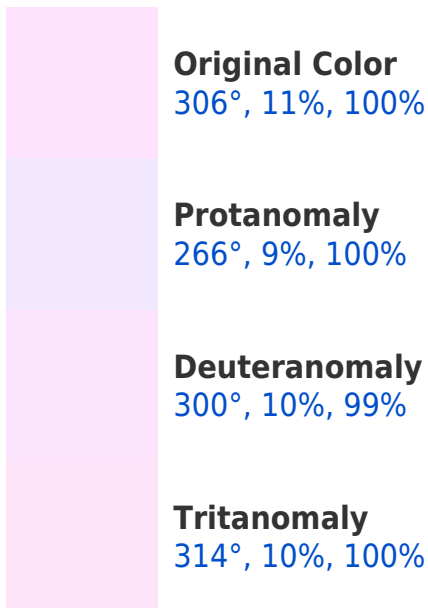 Original Color
306°, 11%, 100%
Protanomaly
266°, 9%, 100%
Deuteranomaly
300°, 10%, 99%
Tritanomaly
314°, 10%, 100%